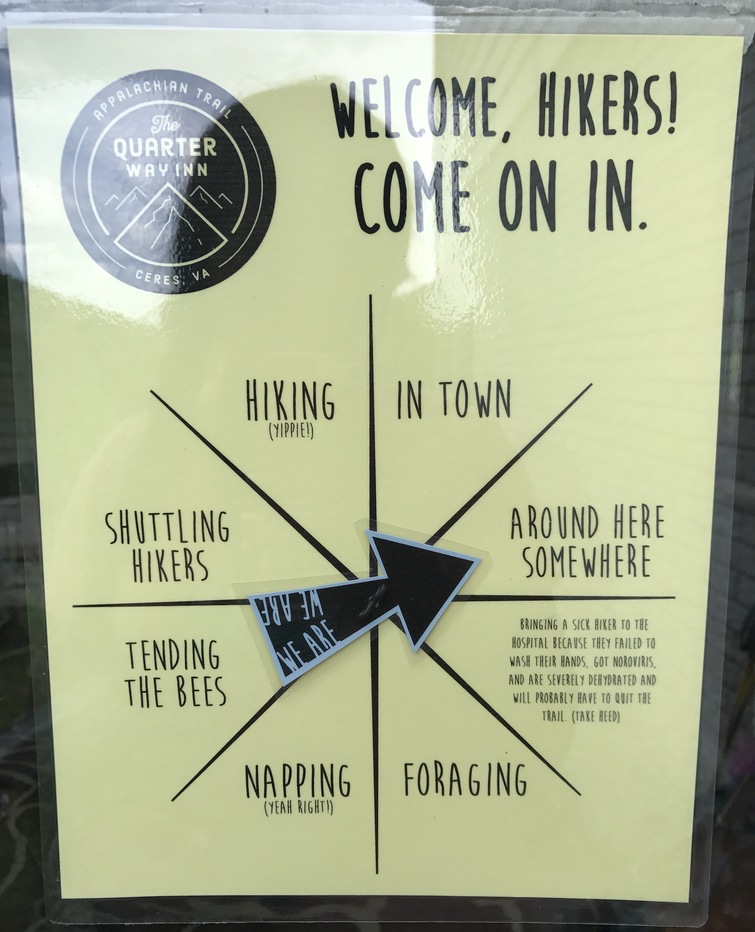 APPALACHIAN TRAIL
The
QUARTER
WAY INN
CERES, VA
WELCOME, HIKERS!
COME ON IN.
HIKING
(YIPPIE!)
IN TOWN
SHUTTLING
HIKERS
AROUND HERE
SOMEWHERE
WE ARE
WE ARE
TENDING
THE BEES
BRINGING A SICK HIKER TO THE
HOSPITAL BECAUSE THEY FAILED TO
WASH THEIR HANDS, GOT NOROVIRIS,
AND ARE SEVERELY DEHYDRATED AND
WILL PROBABLY HAVE TO QUIT THE
TRAIL. (TAKE HEED)
NAPPING
(YEAH RIGHT!)
FORAGING